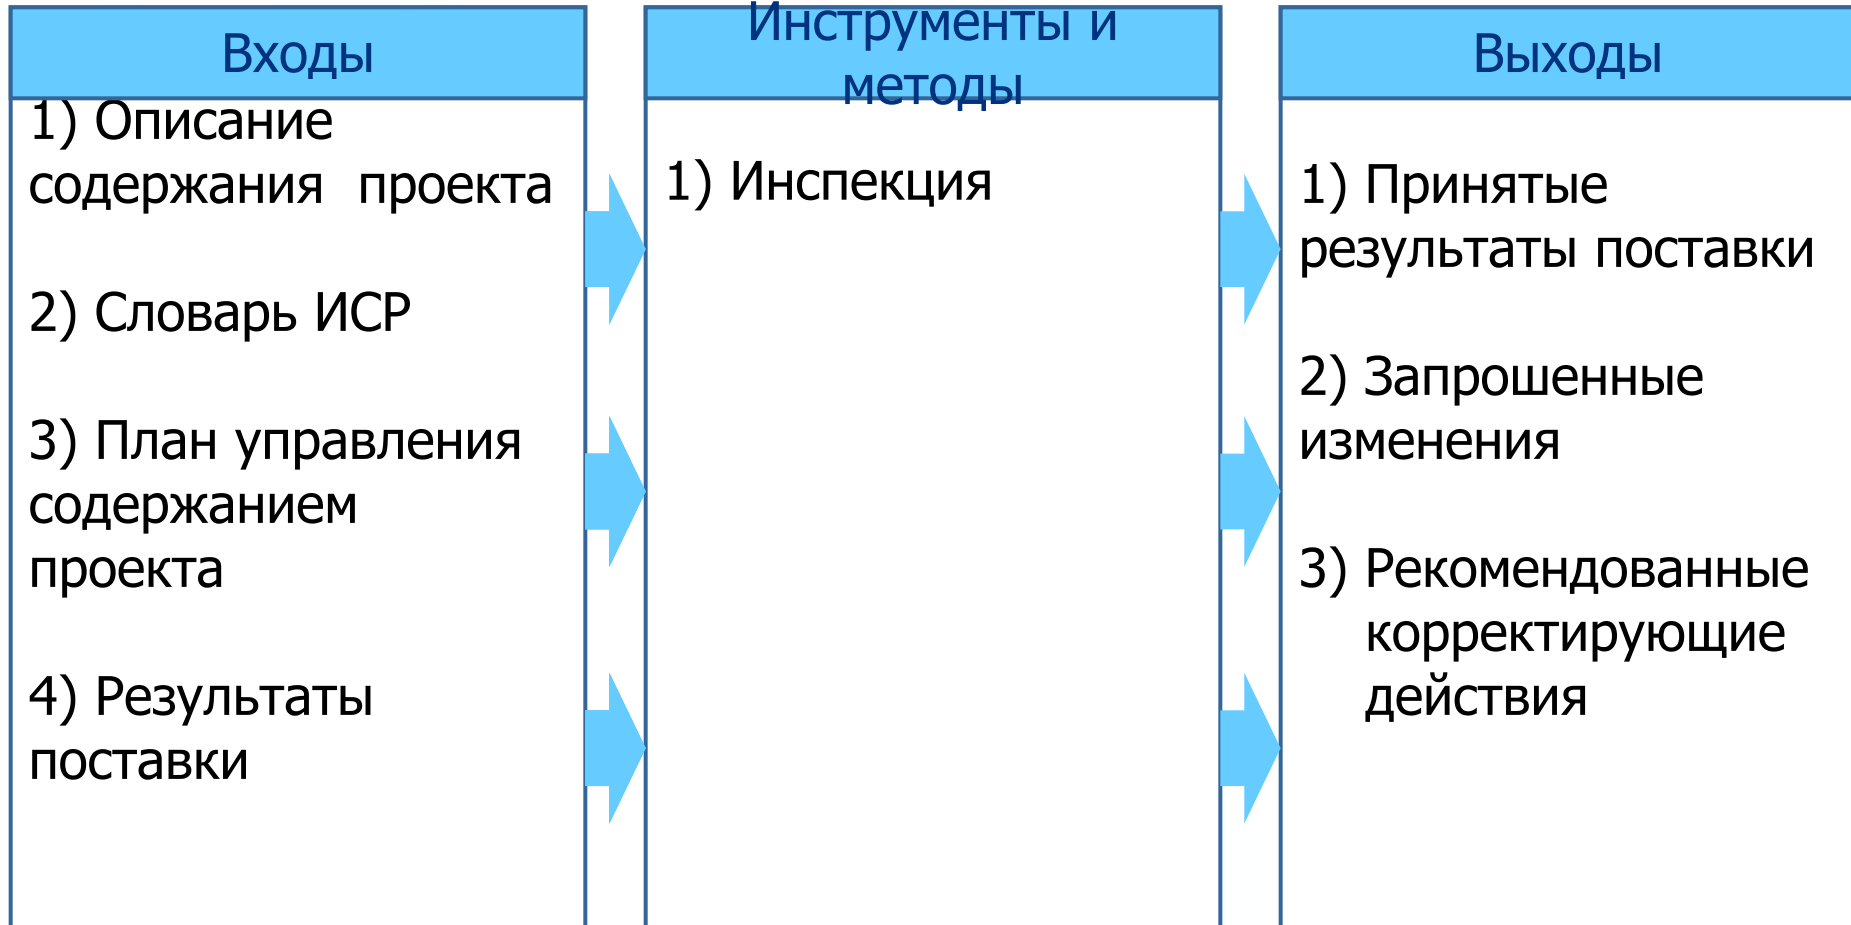 Входы
1) Описание
содержания проекта
2) Словарь ИСР
3) План управления
содержанием
проекта
4) Результаты
поставки
Инструменты и
методы
1) Инспекция
Выходы
1) Принятые
результаты поставки
2) Запрошенные
изменения
3) Рекомендованные
корректирующие
действия